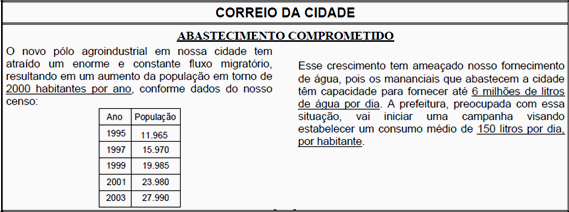 CORREIO DA CIDADE
ABASTECIMENTO COMPROMETIDO
O novo pólo agroindustrial em nossa cidade tem
atraído um enorme e constante fluxo migratório,
resultando em um aumento da população em torno de
2000 habitantes por ano, conforme dados do nosso
censo:
Ano População
1995 11.965
1997 15.970
1999 19.985
2001 23.980
2003 27.990
Esse crescimento tem ameaçado nosso fornecimento
de água, pois os mananciais que abastecem a cidade
têm capacidade para fornecer até 6 milhões de litros
de água por dia. A prefeitura, preocupada com essa
situação, vai iniciar uma campanha visando
estabelecer um consumo médio de 150 litros por dia,
por habitante.